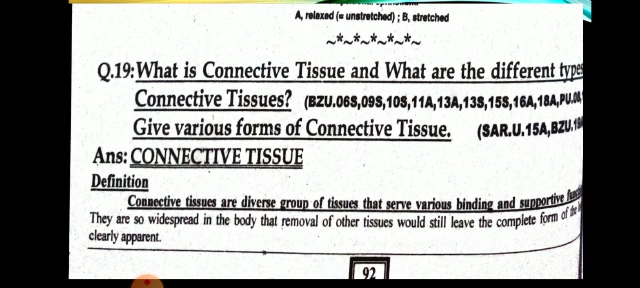 A, relaxed (= unstretched) ; B, stretched
~*~*~*~*~*~
Q.19: What is Connective Tissue and What are the different types
Connective Tissues? (BZU.06S,09S,10S,11A,13A,13S,15S,16A,18A,PU.08,
Give various forms of Connective Tissue. (SAR.U.15A,BZU.
Ans: CONNECTIVE TISSUE
Definition
Connective tissues are diverse group of tissues that serve various binding and supportive
They are so widespread in the body that removal of other tissues would still leave the complete form of the
clearly apparent.
92